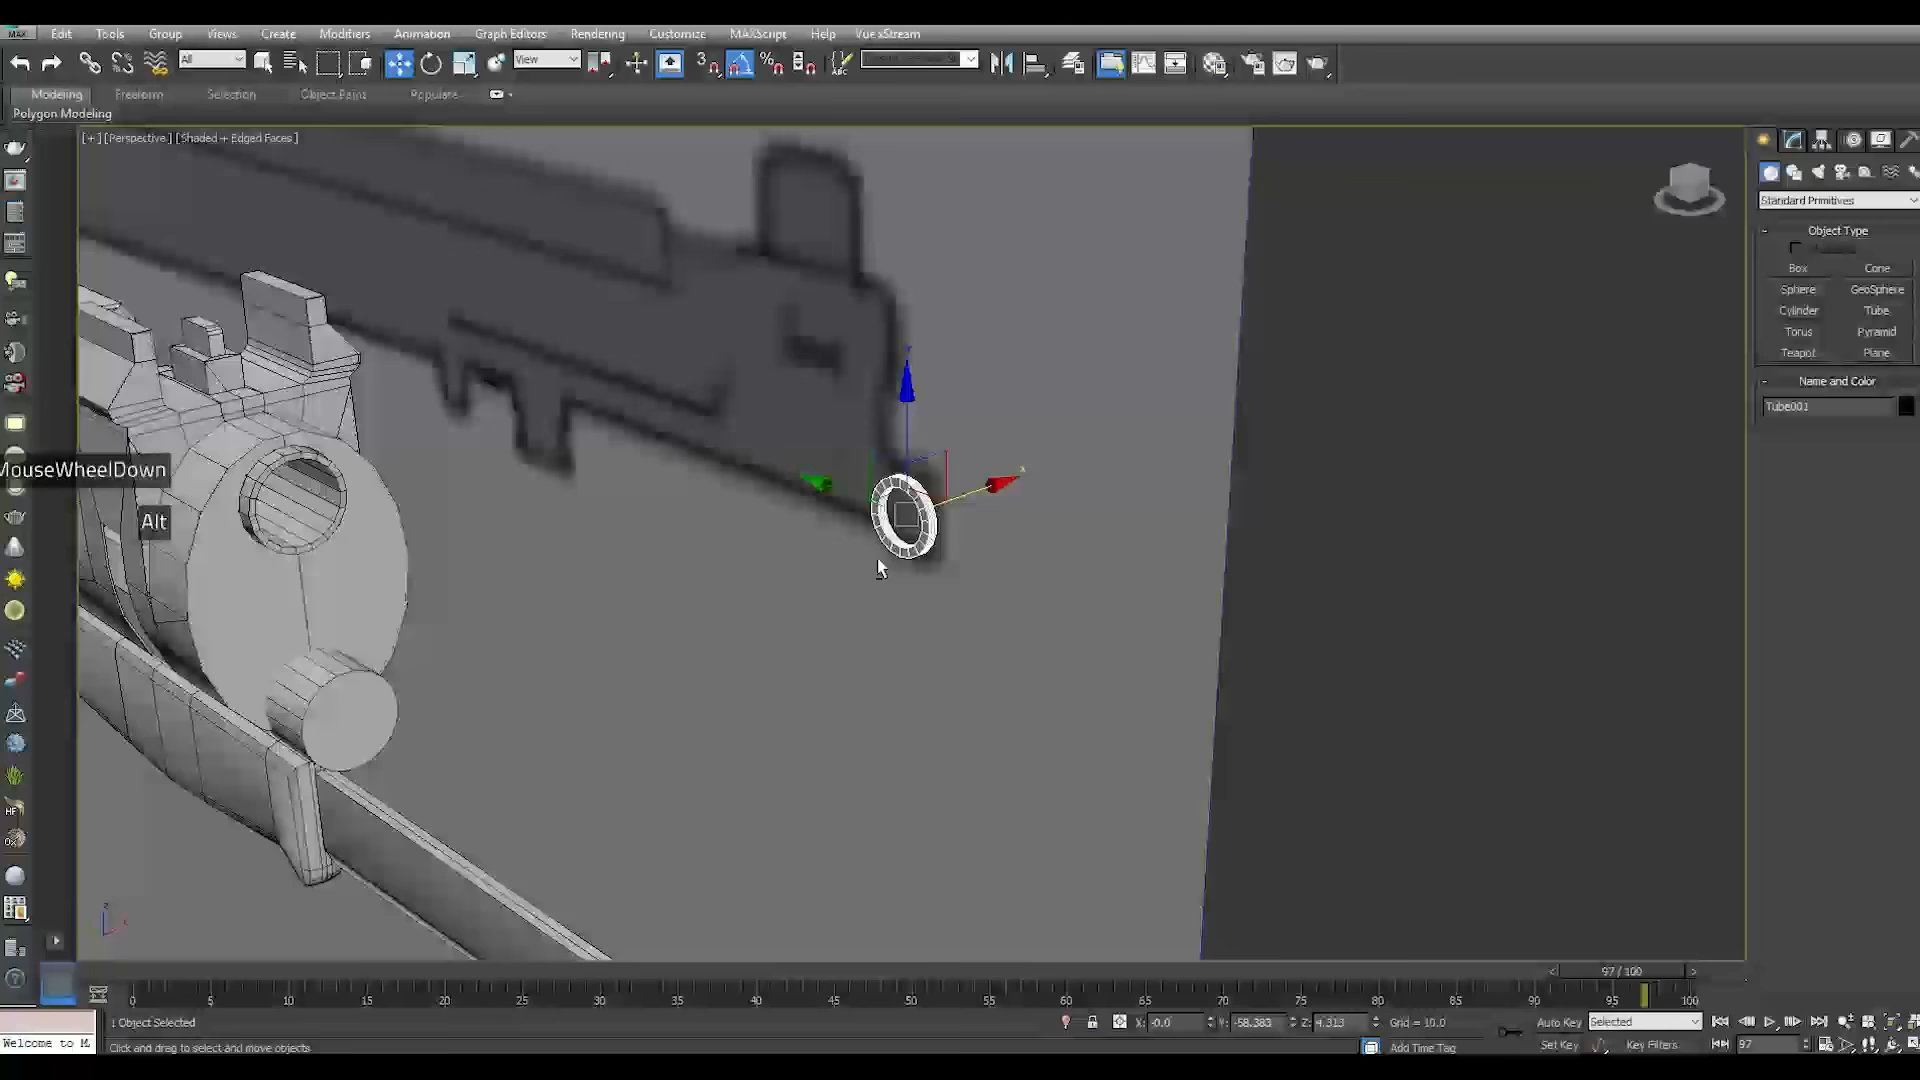 MAX Edit Tools Group Views Create Modifiers Animation Graph Editors Rendering Customize MAXScript Help Vue xStream
All View 3 % ABC
Modeling Freeform Selection Object Paint Populate
Polygon Modeling
[+] [Perspective] [Shaded + Edged Faces]
Standard Primitives
Object Type
Box Cone
Sphere GeoSphere
Cylinder Tube
Torus Pyramid
Teapot Plane
Name and Color
Tube001
MouseWheelDown
Alt
x
z
97 / 100
0 5 10 15 20 25 30 35 40 45 50 55 60 65 70 75 80 85 90 95 100
1 Object Selected X: -0.0 Y: -58.383 Z: 4.313 Grid = 10.0 Auto Key Selected
Welcome to M. Click and drag to select and move objects Add Time Tag Set Key Key Filters 97